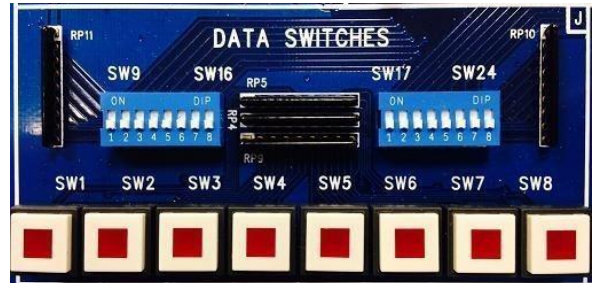 J
RP11 DATA SWITCHES RP10
SW9 SW16 SW17 SW24
RP5
ON DIP ON DIP
RP4
1 2 3 4 5 6 7 8 1 2 3 4 5 6 7 8
SW1 SW2 SW3 SW4 SW5 SW6 SW7 SW8